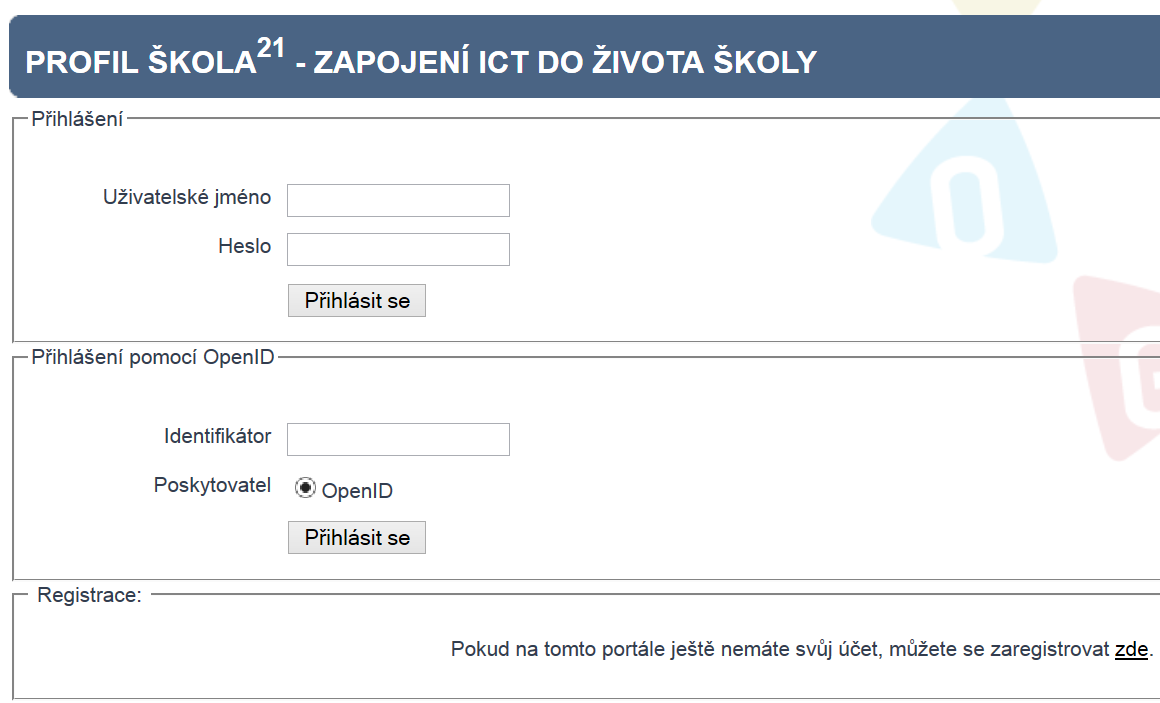 PROFIL ŠKOLA21 - ZAPOJENÍ ICT DO ŽIVOTA ŠKOLY
Přihlášení
Uživatelské jméno
Heslo
Přihlásit se
Přihlášení pomocí OpenID
Identifikátor
Poskytovatel OpenID
Přihlásit se
Registrace:
Pokud na tomto portále ještě nemáte svůj účet, můžete se zaregistrovat zde.